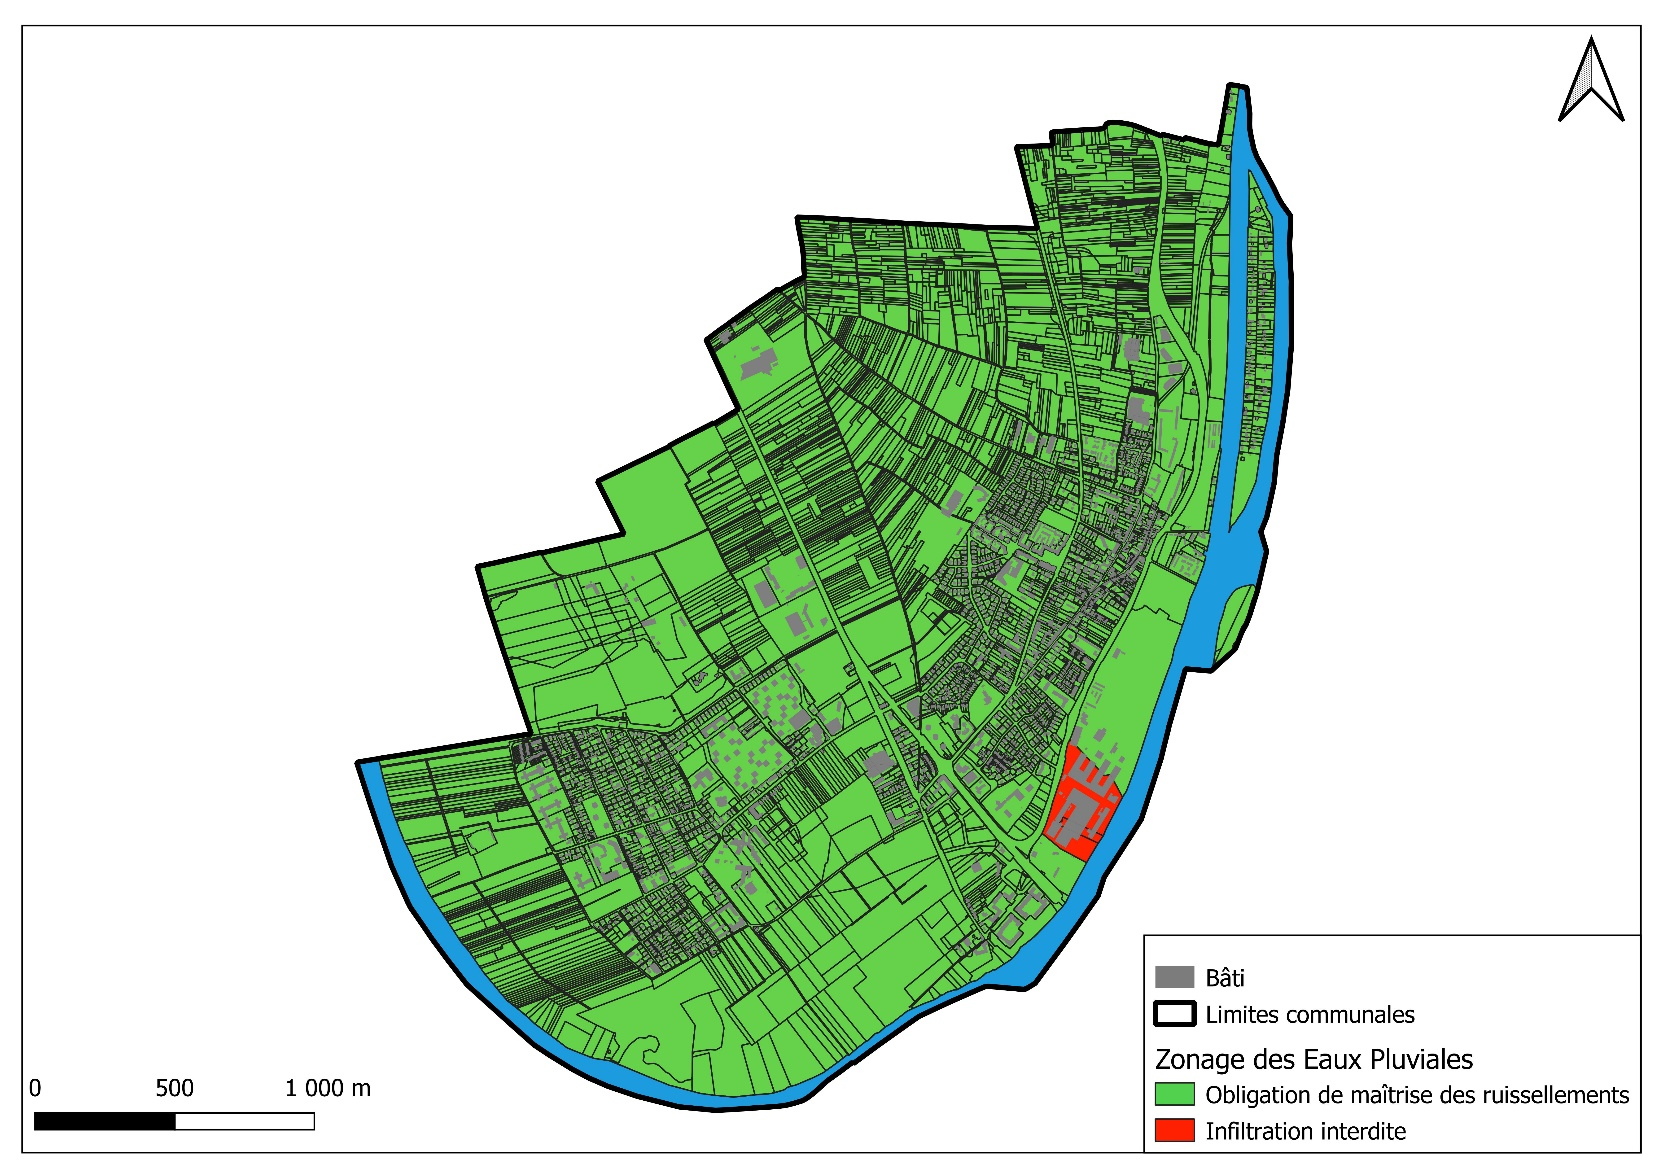 Bâti
Limites communales
Zonage des Eaux Pluviales
Obligation de maîtrise des ruissellements
Infiltration interdite
0 500 1 000 m